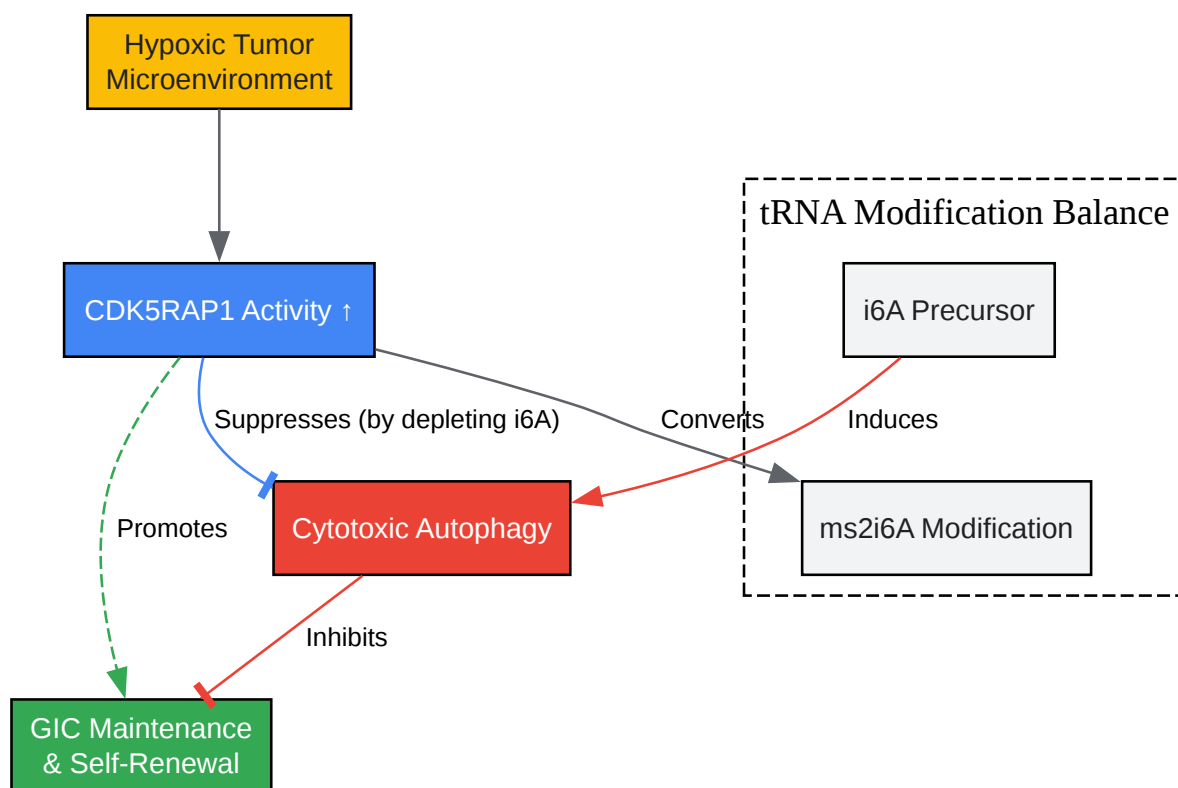 Hypoxic Tumor
Microenvironment
tRNA Modification Balance
CDK5RAP1 Activity ↑
i6A Precursor
Suppresses (by depleting i6A)
Converts
Induces
Promotes
Cytotoxic Autophagy
ms2i6A Modification
Inhibits
GIC Maintenance
& Self-Renewal